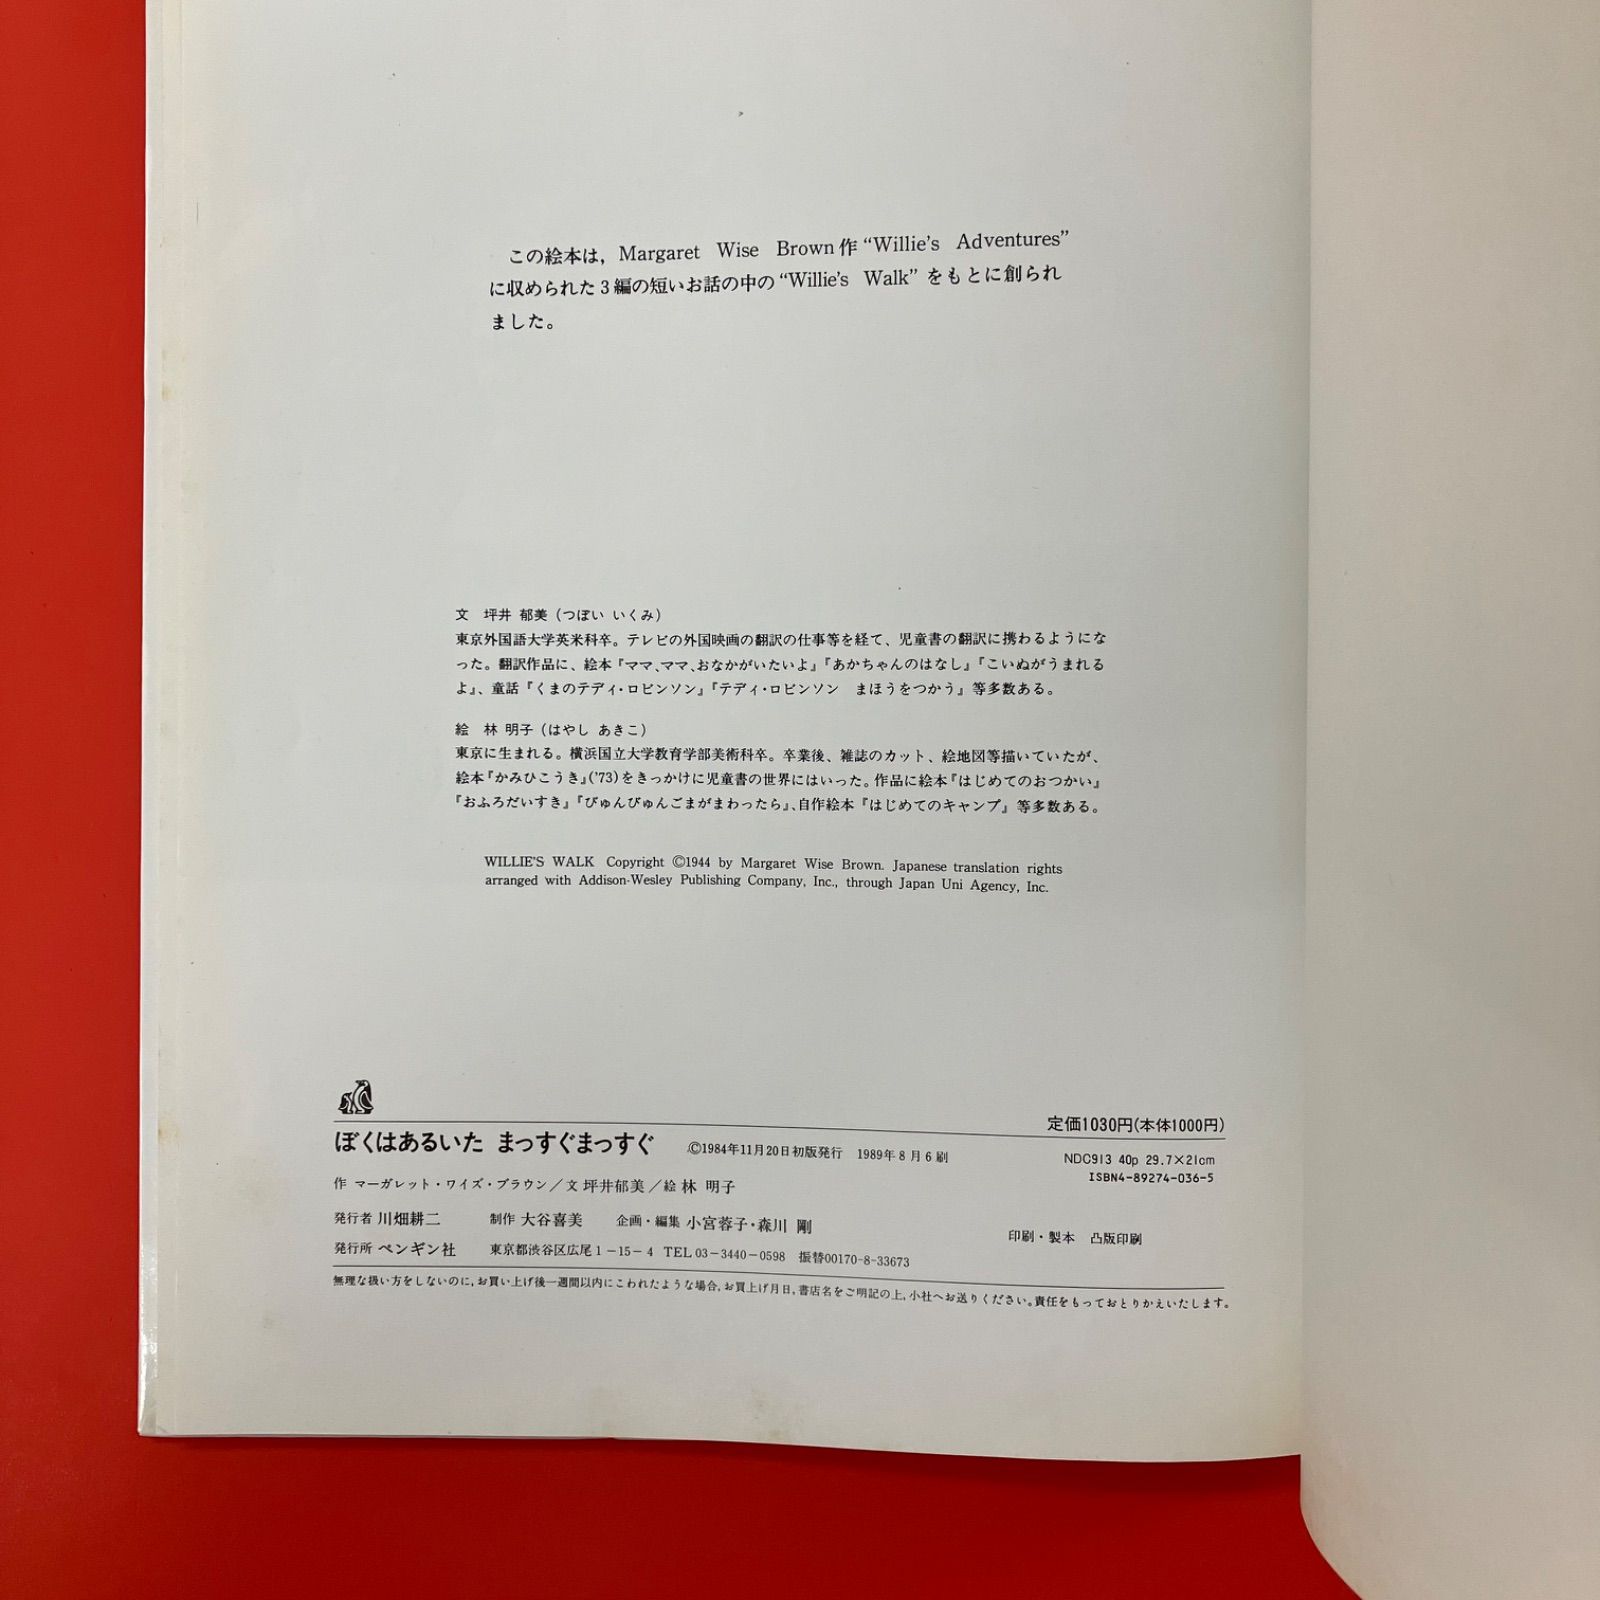 この絵本は，Margaret Wise Brown作“Willie's Adventures”
に収められた3編の短いお話の中の“Willie's Walk”をもとに創られ
ました。
文 坪井 郁美（つぼい いくみ）
東京外国語大学英米科卒。テレビの外国映画の翻訳の仕事等を経て、児童書の翻訳に携わるようにな
った。翻訳作品に、絵本『ママ、ママ、おなかがいたいよ』『あかちゃんのはなし』『こいぬがうまれる
よ』、童話『くまのテディ・ロビンソン』『テディ・ロビンソン まほうをつかう』等多数ある。
絵 林 明子（はやし あきこ）
東京に生まれる。横浜国立大学教育学部美術科卒。卒業後、雑誌のカット、絵地図等描いていたが、
絵本『かみひこうき』（'73）をきっかけに児童書の世界にはいった。作品に絵本『はじめてのおつかい』
『おふろだいすき』『びゅんびゅんごまがまわったら』、自作絵本『はじめてのキャンプ』等多数ある。
WILLIE'S WALK Copyright ©1944 by Margaret Wise Brown. Japanese translation rights
arranged with Addison-Wesley Publishing Company, Inc., through Japan Uni Agency, Inc.
定価1030円（本体1000円）
ぼくはあるいた まっすぐまっすぐ ©1984年11月20日初版発行 1989年8月6刷
NDC913 40p 29.7×21cm
ISBN4-89274-036-5
作 マーガレット・ワイズ・ブラウン／文 坪井郁美／絵 林 明子
発行者 川畑耕二 制作 大谷喜美 企画・編集 小宮蓉子・森川 剛
印刷・製本 凸版印刷
発行所 ペンギン社 東京都渋谷区広尾1－15－4 TEL 03－3440－0598 振替00170-8-33673
無理な扱い方をしないのに，お買い上げ後一週間以内にこわれたような場合，お買上げ月日，書店名をご明記の上，小社へお送りください。責任をもっておとりかえいたします。